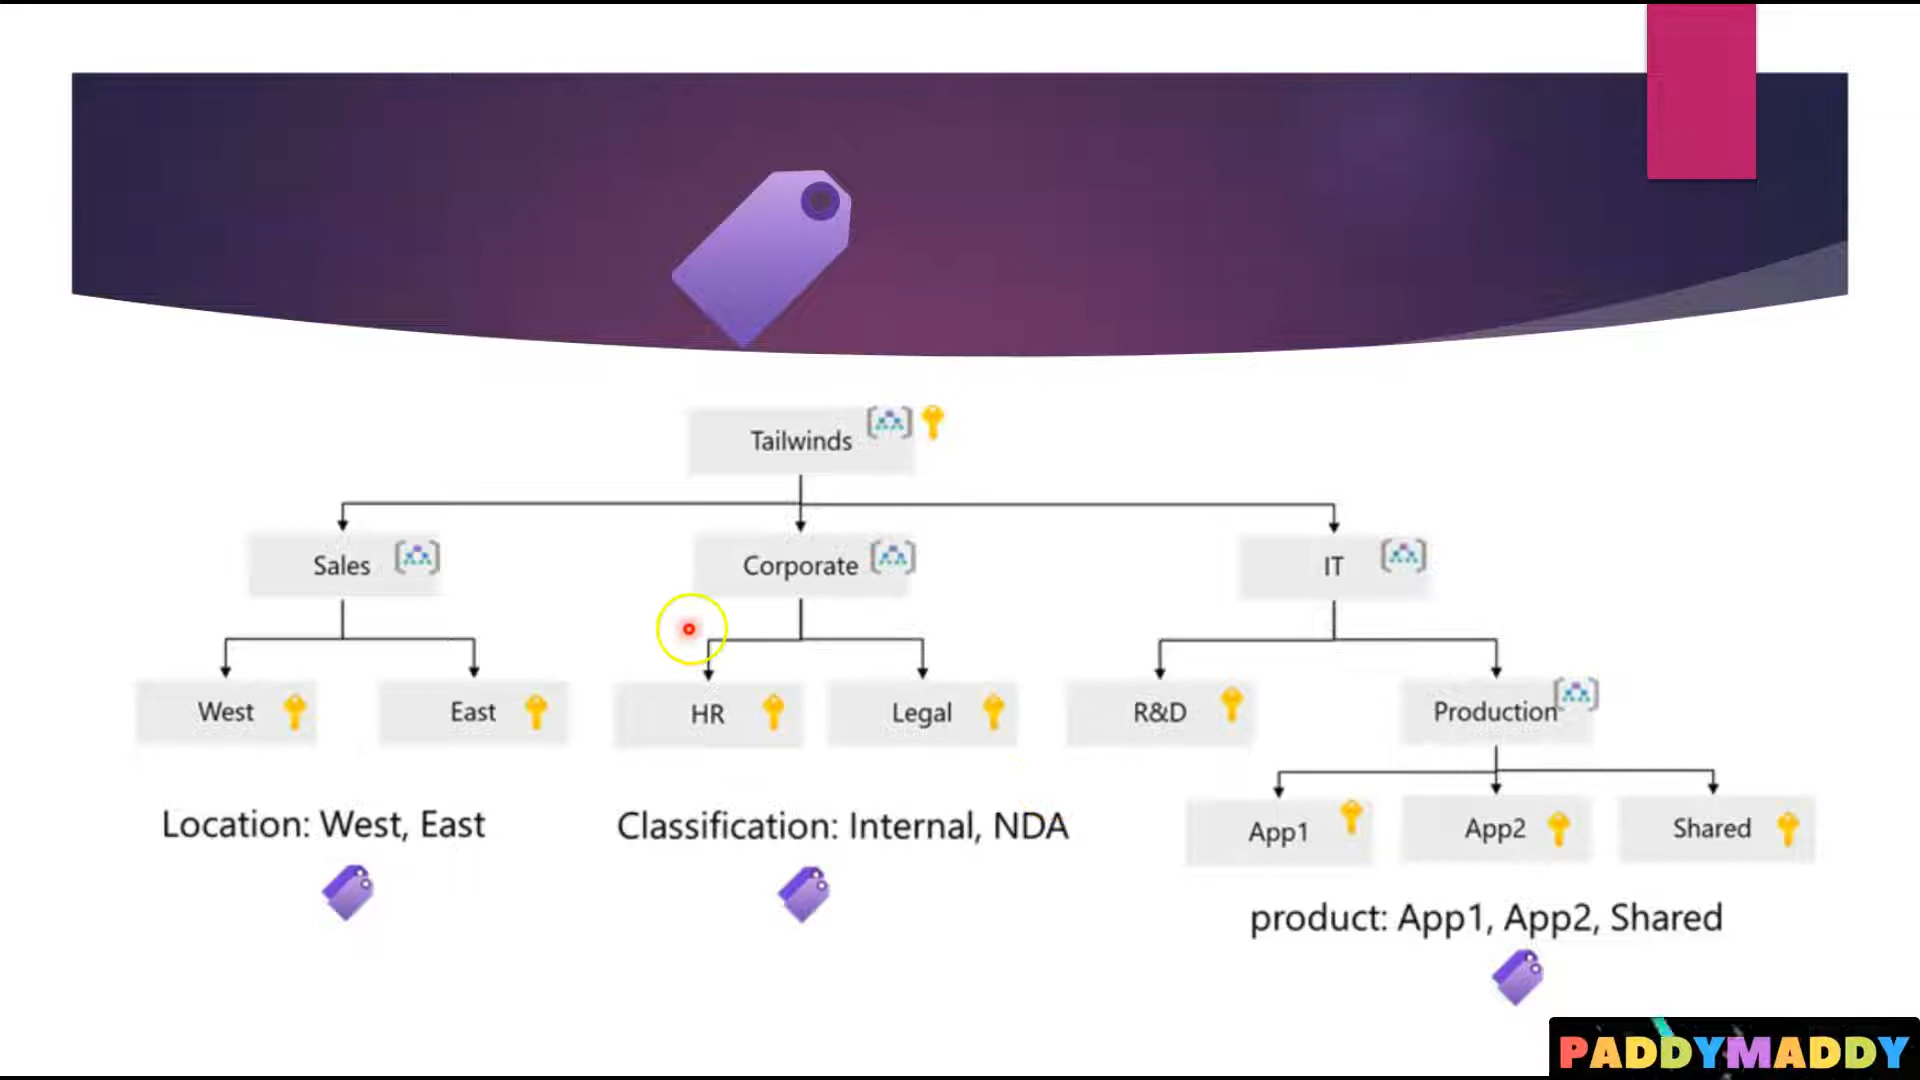 Tailwinds
Sales
Corporate
IT
West
East
HR
Legal
R&D
Production
App1
App2
Shared
Location: West, East
Classification: Internal, NDA
product: App1, App2, Shared
PADDYMADDY